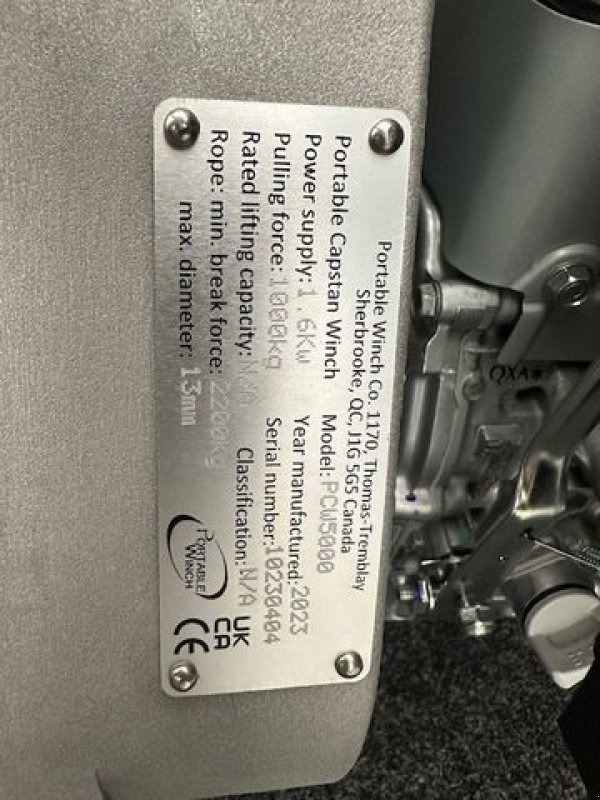 Portable Winch Co. 1170, Thomas-Tremblay
Sherbrooke, QC, J1G 5G5 Canada
Portable Capstan Winch Model: PCW5000
Power supply: 1.6Kw Year manufactured: 2023
Pulling force: 1000kg Serial number: 10230404
Rated lifting capacity: N/A Classification: N/A
Rope: min. break force: 2200Kg
max. diameter: 13mm
PORTABLE
WINCH
CE
UK
CA
QXA